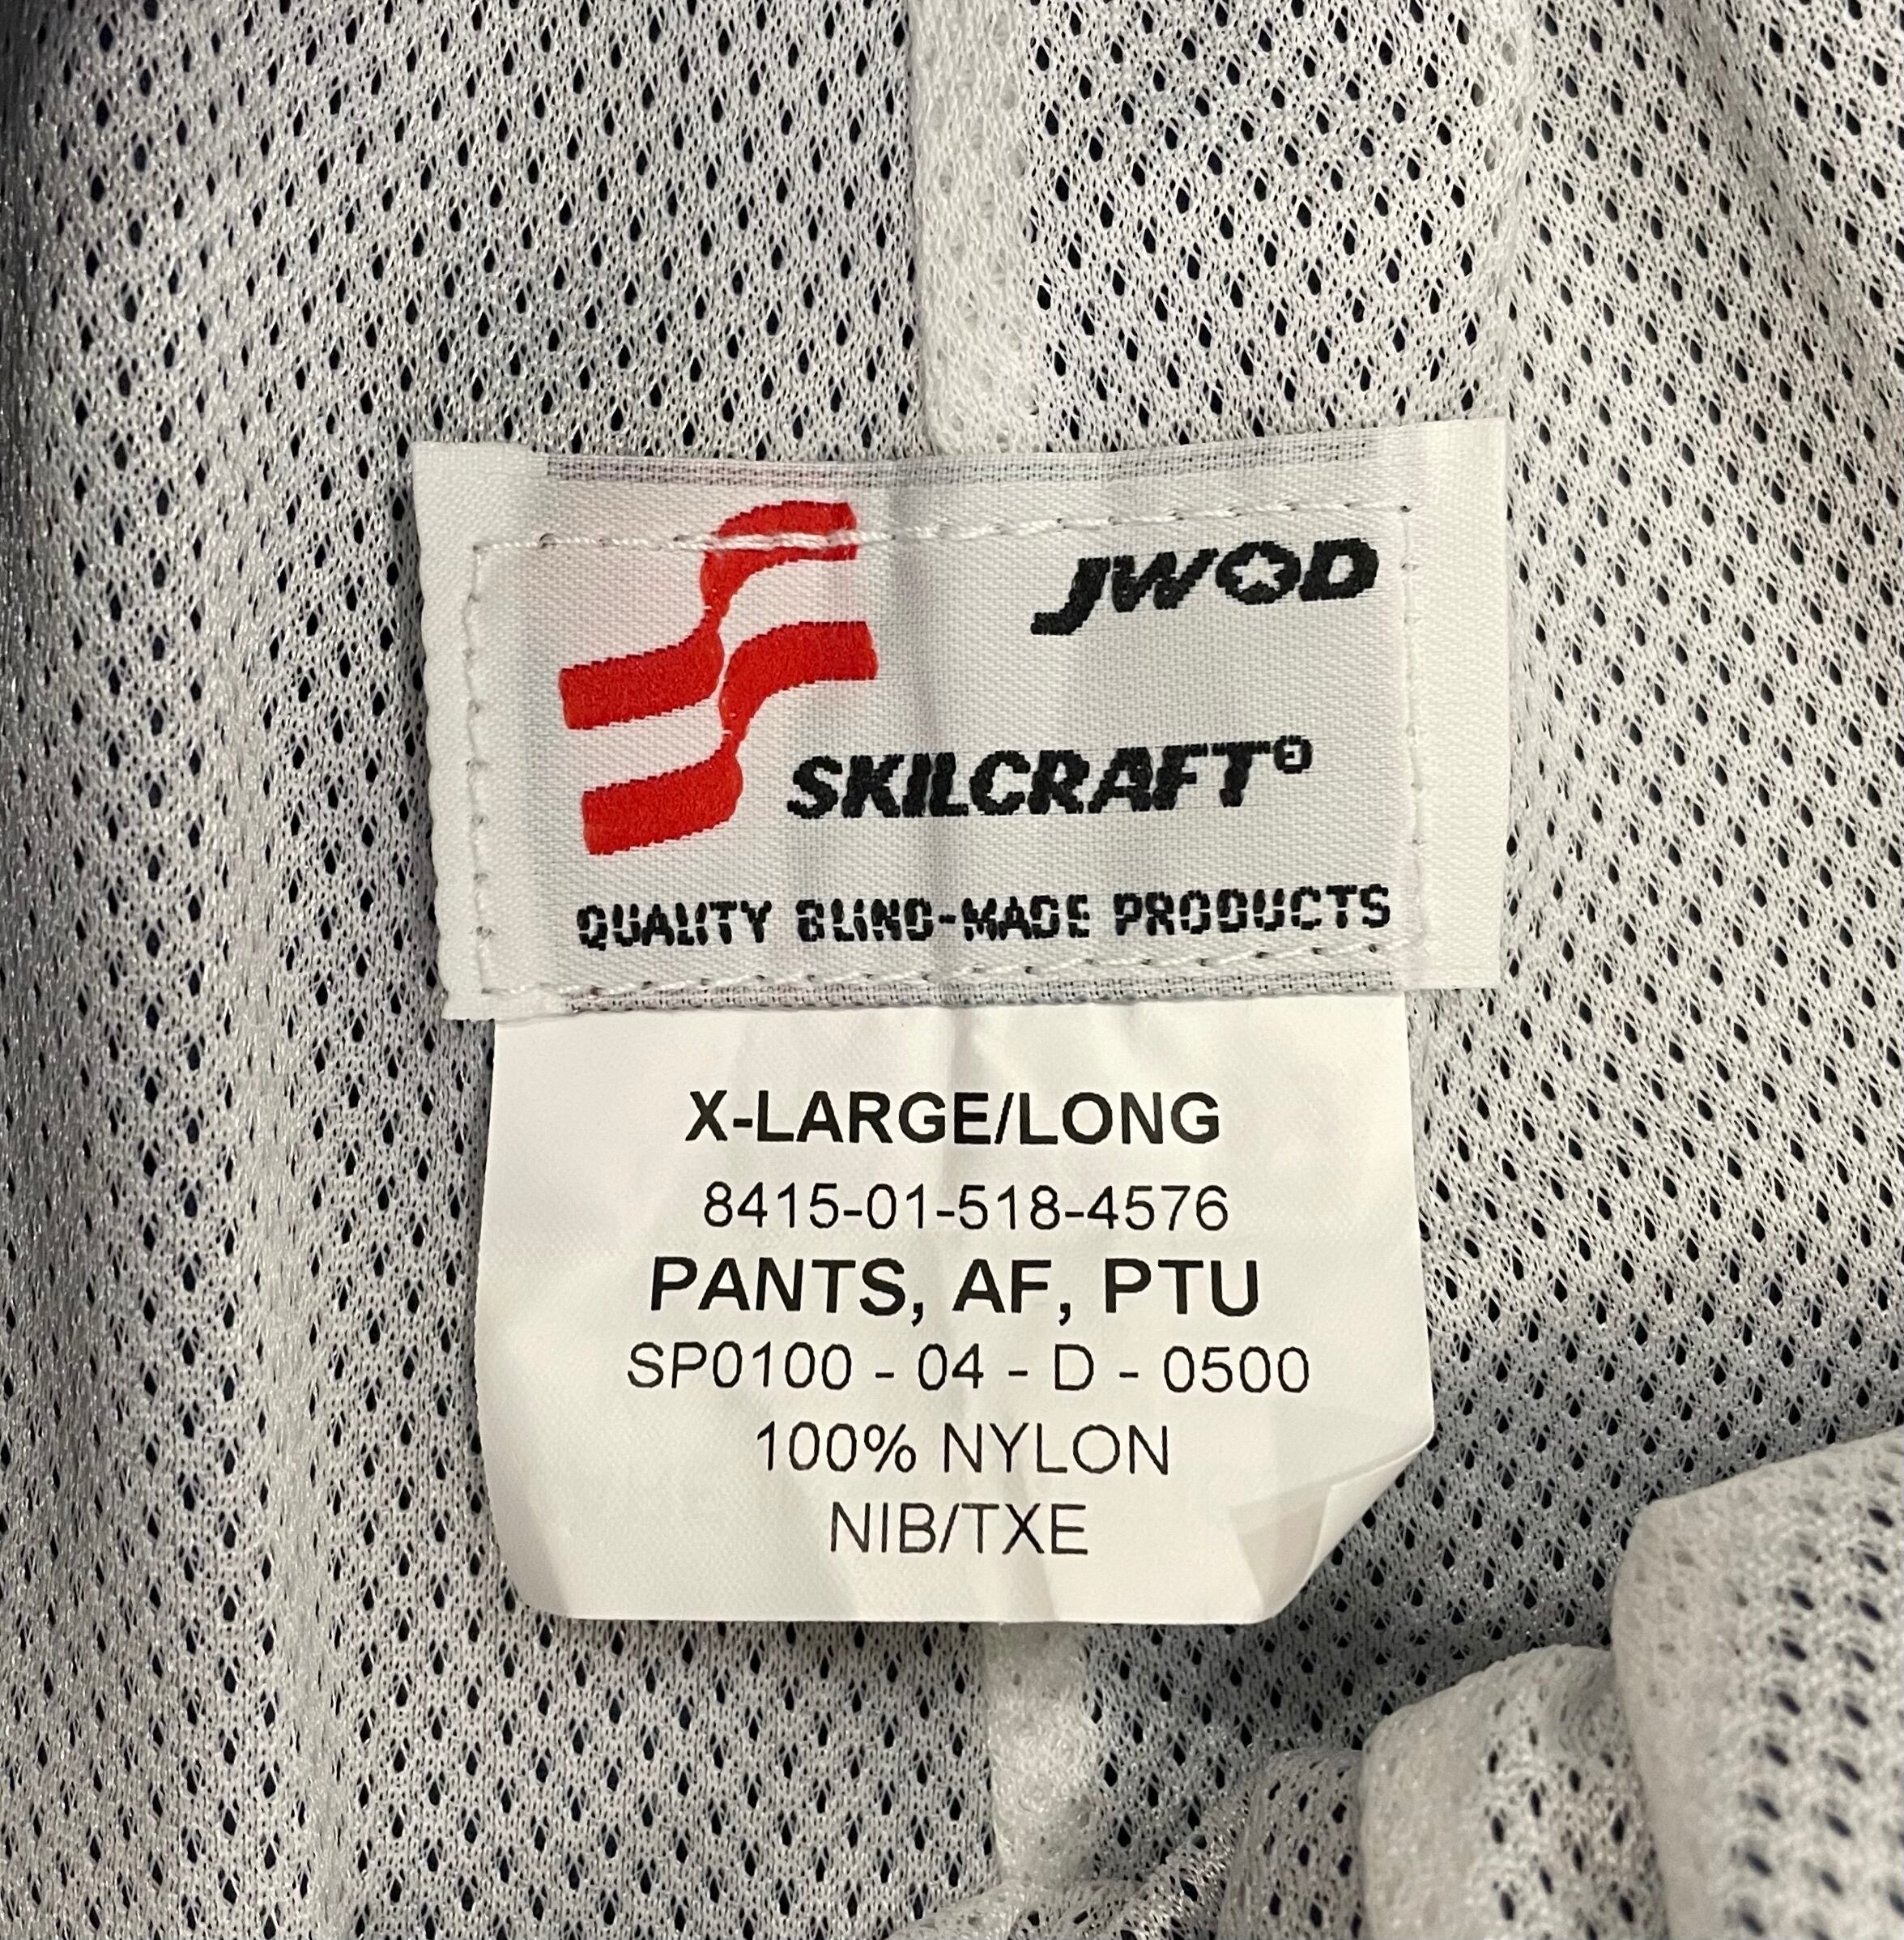 JWOD
SKILCRAFT®
QUALITY BLIND-MADE PRODUCTS
X-LARGE/LONG
8415-01-518-4576
PANTS, AF, PTU
SP0100 - 04 - D - 0500
100% NYLON
NIB/TXE